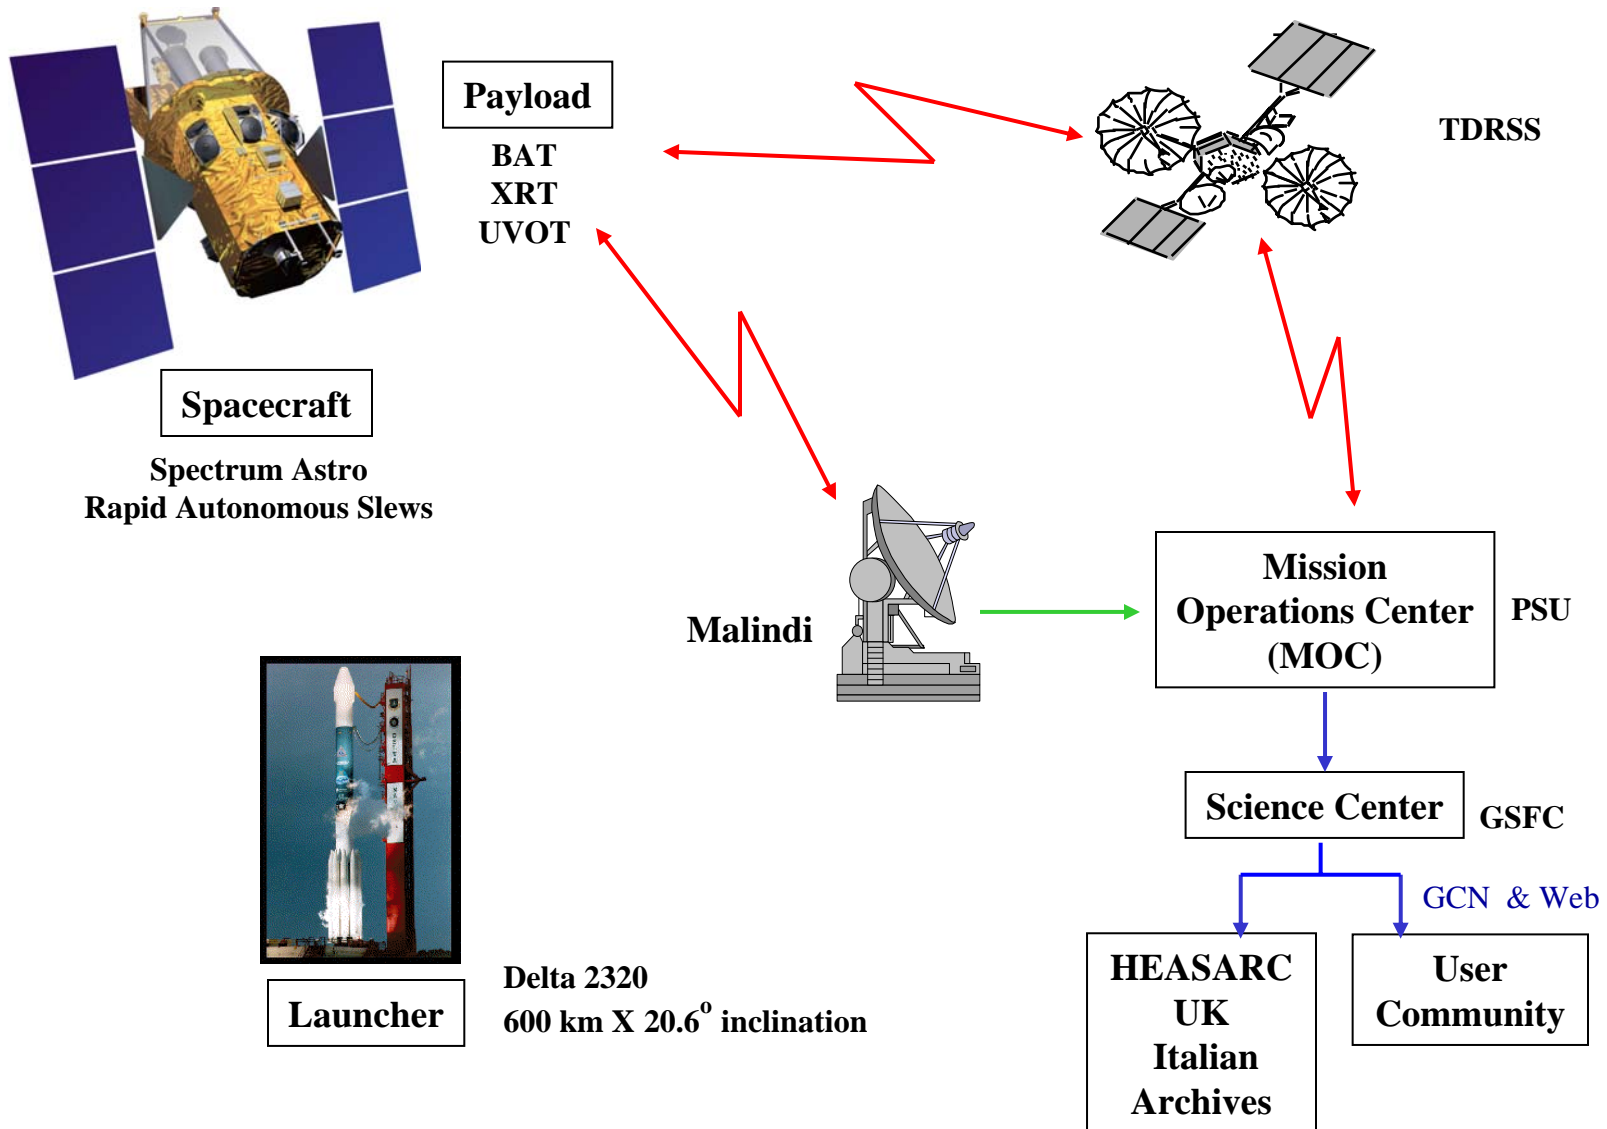 Payload
BAT
XRT
UVOT
TDRSS
Spacecraft
Spectrum Astro
Rapid Autonomous Slews
Malindi
Mission
Operations Center
(MOC)
PSU
Science Center
GSFC
GCN & Web
HEASARC
UK
Italian
Archives
User
Community
Launcher
Delta 2320
600 km X 20.6° inclination